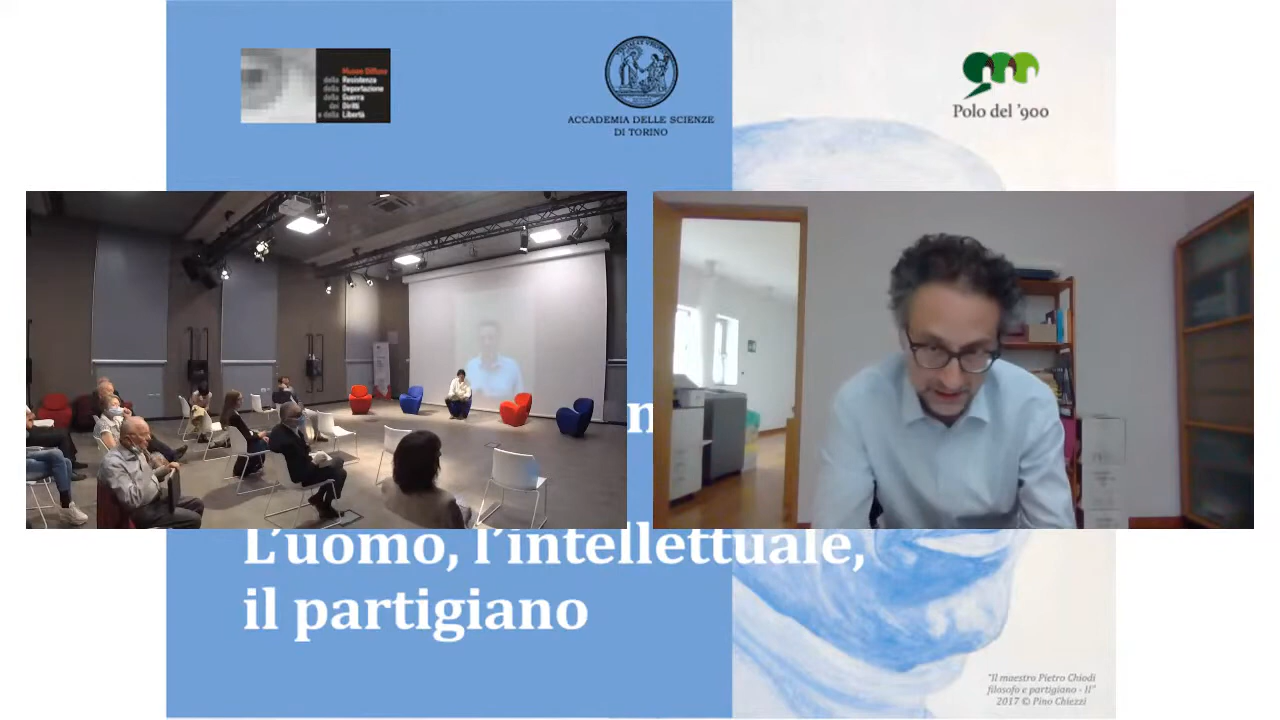 Museo Diffuso
della Resistenza
della Deportazione
della Guerra
dei Diritti
e della Libertà
ACCADEMIA DELLE SCIENZE
DI TORINO
Polo del '900
L'uomo, l'intellettuale,
il partigiano
"Il maestro Pietro Chiodi
filosofo e partigiano - II"
2017 © Pino Chiezzi